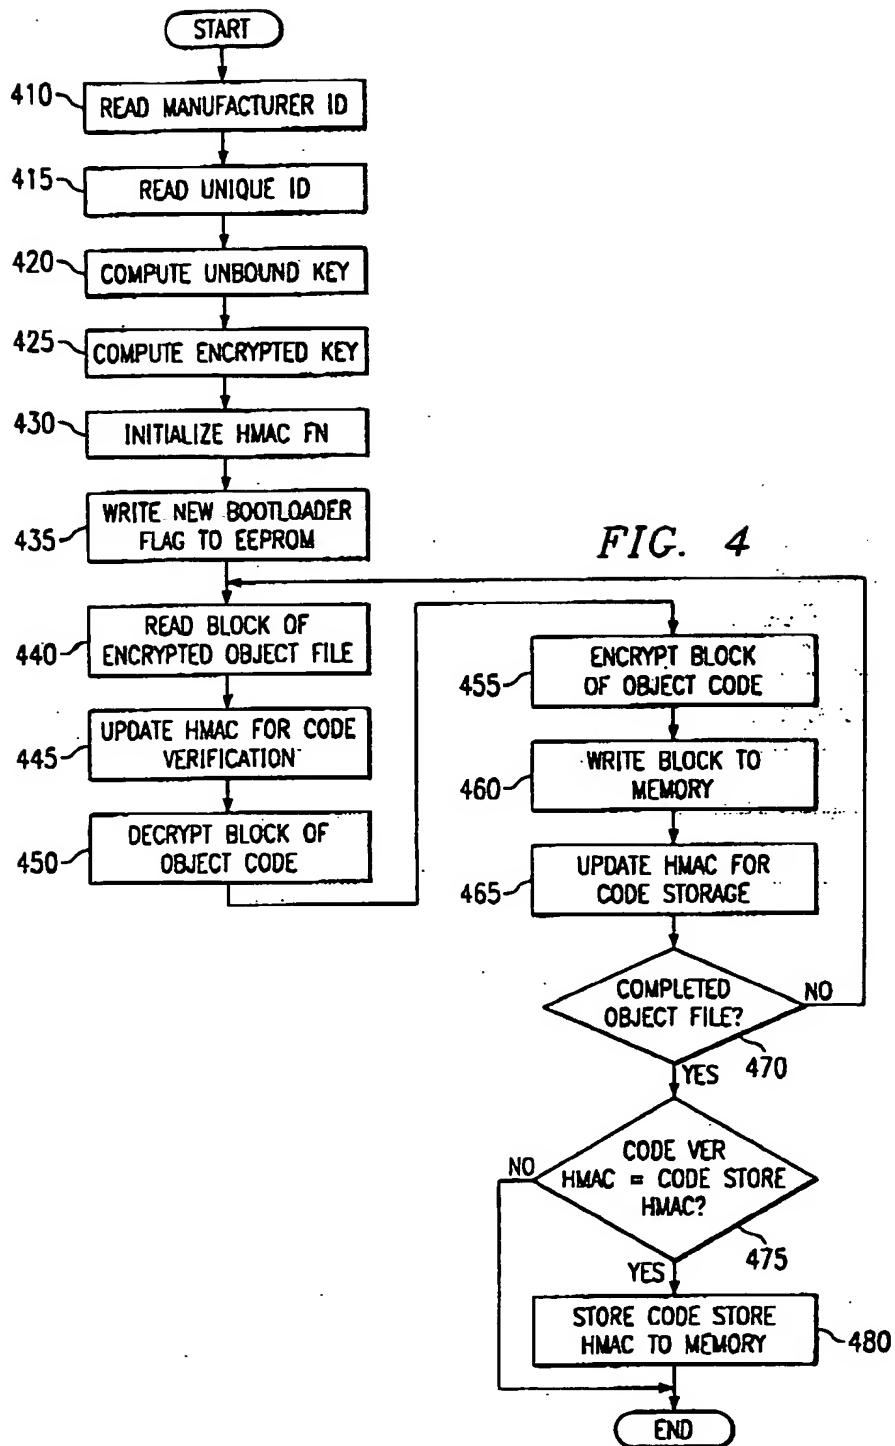 START
410
READ MANUFACTURER ID
415
READ UNIQUE ID
420
COMPUTE UNBOUND KEY
425
COMPUTE ENCRYPTED KEY
430
INITIALIZE HMAC FN
435
WRITE NEW BOOTLOADER
FLAG TO EEPROM
FIG. 4
440
READ BLOCK OF
ENCRYPTED OBJECT FILE
445
UPDATE HMAC FOR CODE
VERIFICATION
450
DECRYPT BLOCK OF
OBJECT CODE
455
ENCRYPT BLOCK
OF OBJECT CODE
460
WRITE BLOCK TO
MEMORY
465
UPDATE HMAC FOR
CODE STORAGE
COMPLETED
OBJECT FILE?
NO
470
YES
CODE VER
HMAC = CODE STORE
HMAC?
NO
475
YES
STORE CODE STORE
HMAC TO MEMORY
480
END